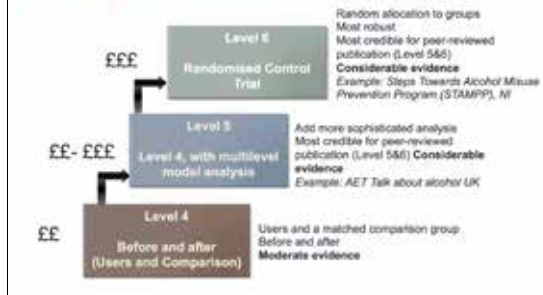 Random allocation to groups
Most robust
Most credible for peer-reviewed
publication (Level 5&6)
Considerable evidence
Example: Steps Towards Alcohol Misuse
Prevention Program (STAMPP), NI
£££
Level 6
Randomised Control
Trial
Add more sophisticated analysis
Most credible for peer-reviewed
publication (Level 5&6) Considerable
evidence
Example: AET Talk about alcohol UK
££- £££
Level 5
Level 4, with multilevel
model analysis
££
Level 4
Before and after
(Users and Comparison)
Users and a matched comparison group
Before and after
Moderate evidence